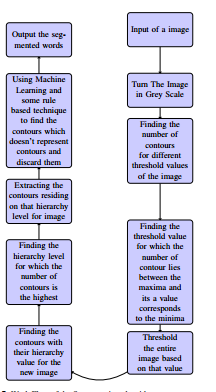 Output the seg-
mented words
Using Machine
Learning and
some rule
based technique
to find the
contours which
doesn't represent
contours and
discard them
Extracting the
contours residing
on that hierarchy
level for image
Finding the
hierarchy level
for which the
number of
contours is
the highest
Finding the
contours with
their hierarchy
value for the
new image
Input of a image
Turn The Image
in Grey Scale
Finding the
number of
contours
for different
threshold values
of the image
Finding the
threshold value
for which the
number of
contour lies
between the
maxima and
its a value
corresponds
to the minima
Threshold
the entire
image based
on that value